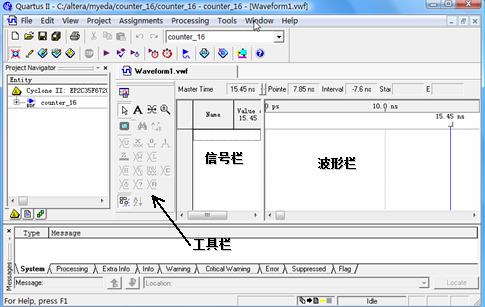 Quartus II - C:/altera/myeda/counter_16/counter_16 - counter_16 - [Waveform1.vwf]
File Edit View Project Assignments Processing Tools Window Help
counter_16
Project Navigator
Entity
Cyclone II: EP2C35F672C
counter_16
Waveform1.vwf
Master Time 15.45 ns Pointe 7.85 ns Interval -7.6 ns Star E
Name Value 15.45
0 ps 10.0 ns
15.45 ns
信号栏
波形栏
工具栏
Type Message
System Processing Extra Info Info Warning Critical Warning Error Suppressed Flag
Messages
Message: Location: Locate
For Help, press F1 Idle